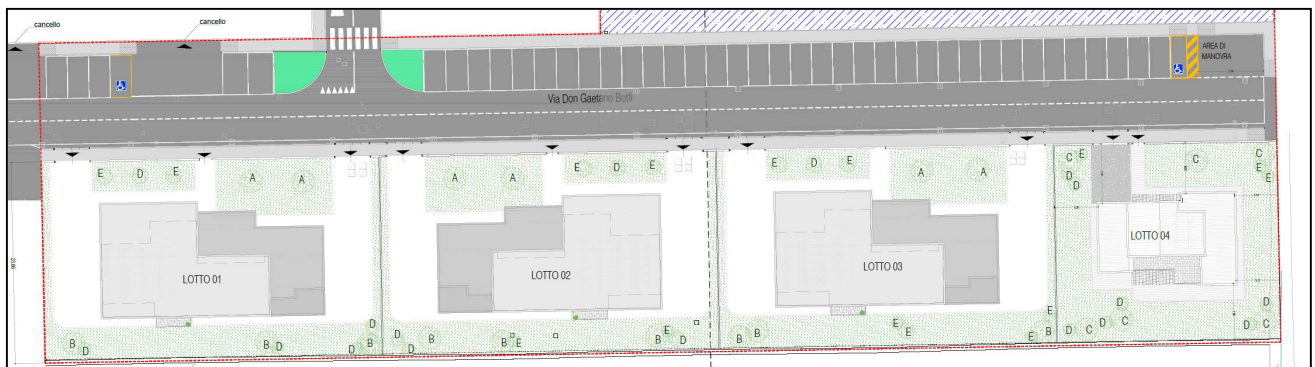 cancello
cancello
AREA DI
MANOVRA
Via Don Gaetano Botti
E D E A A
A A E D E
E D E A A
C E D D
C
C E E
LOTTO 01
LOTTO 02
LOTTO 03
LOTTO 04
B D B D D D B
D B B E B E D
B B E E E B E
D C D C D
D D C